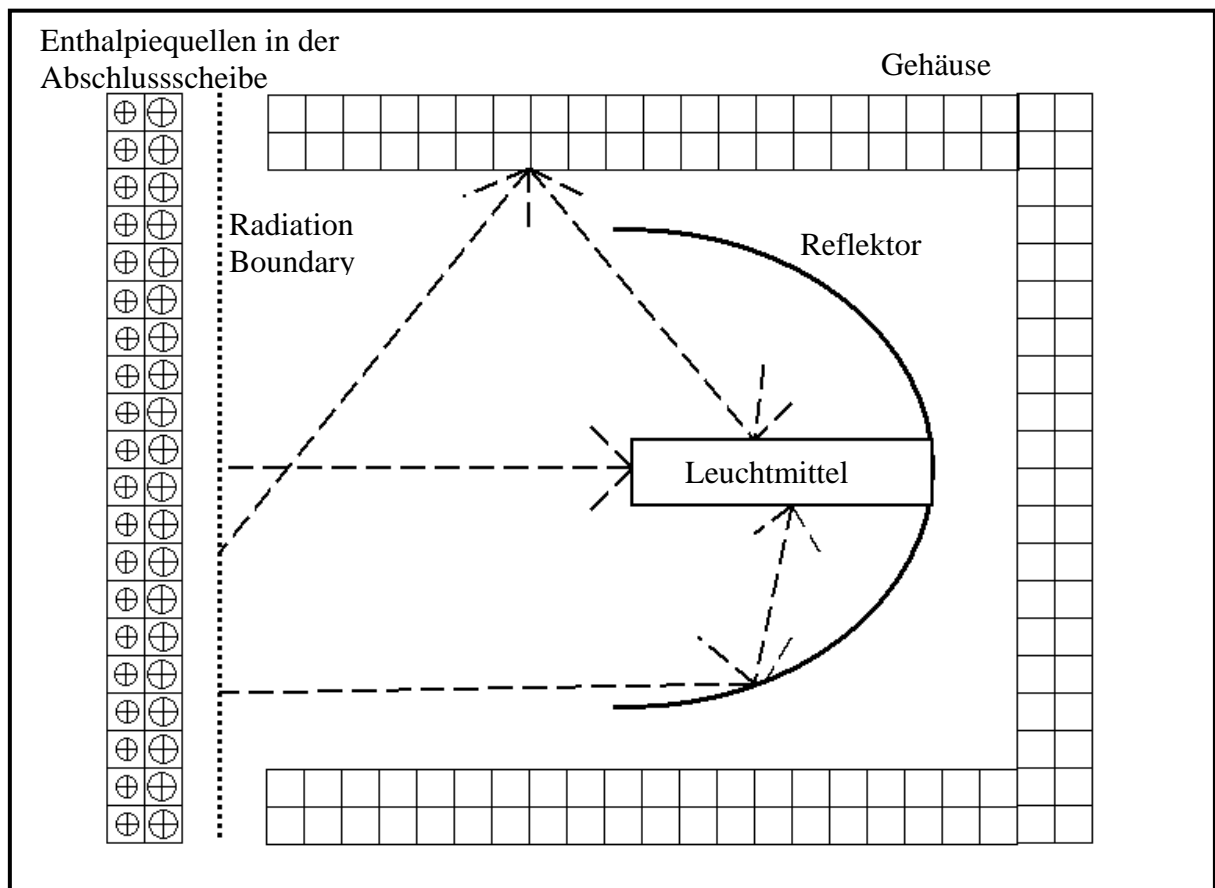 Enthalpiequellen in der
Abschlussscheibe
Gehäuse
Radiation
Boundary
Reflektor
Leuchtmittel